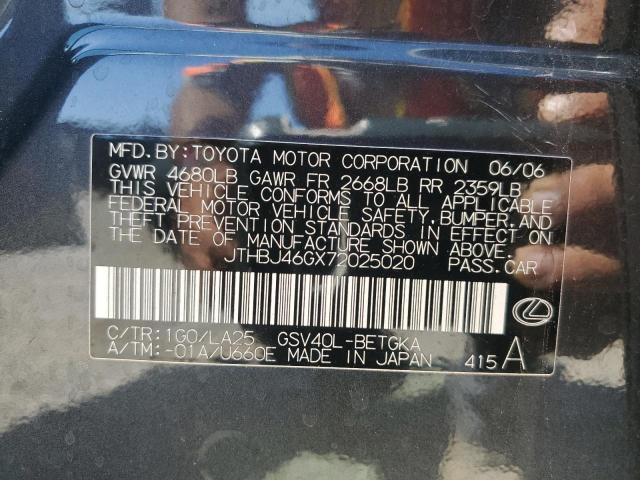 MFD.BY:TOYOTA MOTOR CORPORATION 06/06
GVWR 4680LB GAWR FR 2668LB RR 2359LB
THIS VEHICLE CONFORMS TO ALL APPLICABLE
FEDERAL MOTOR VEHICLE SAFETY,BUMPER,AND
THEFT PREVENTION STANDARDS IN EFFECT ON
THE DATE OF MANUFACTURE SHOWN ABOVE.
JTHBJ46GX72025020 PASS.CAR
C/TR:1G0/LA25 GSV40L-BETGKA
A/TM:-01A/U660E MADE IN JAPAN 415A